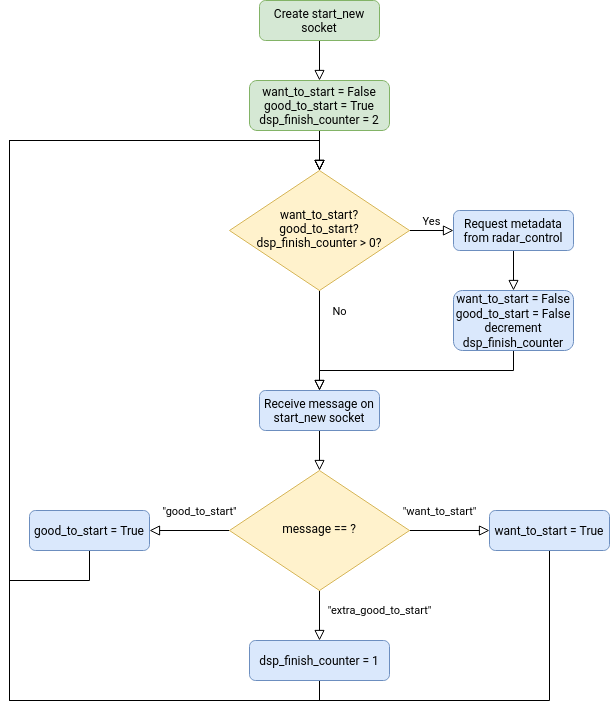 Create start_new
socket
want_to_start = False
good_to_start = True
dsp_finish_counter = 2
want_to_start?
good_to_start?
dsp_finish_counter > 0?
Yes
Request metadata
from radar_control
No
want_to_start = False
good_to_start = False
decrement
dsp_finish_counter
Receive message on
start_new socket
"good_to_start"
"want_to_start"
good_to_start = True
message == ?
want_to_start = True
"extra_good_to_start"
dsp_finish_counter = 1